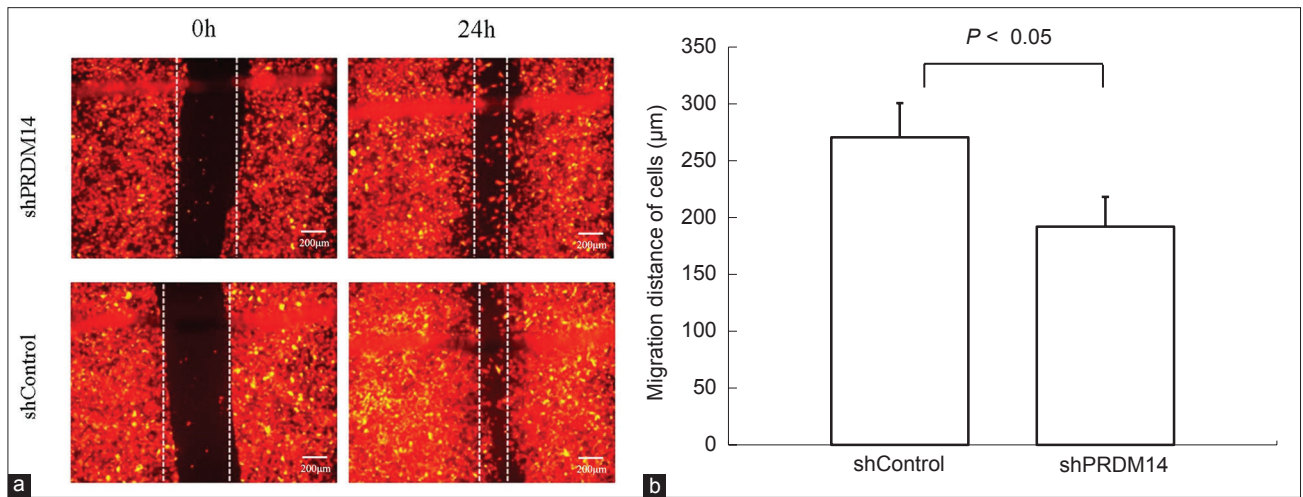 0h
24h
shPRDM14
200μm
200μm
shControl
200μm
200μm
a
P < 0.05
350
300
250
200
150
100
50
0
Migration distance of cells (μm)
shControl
shPRDM14
b